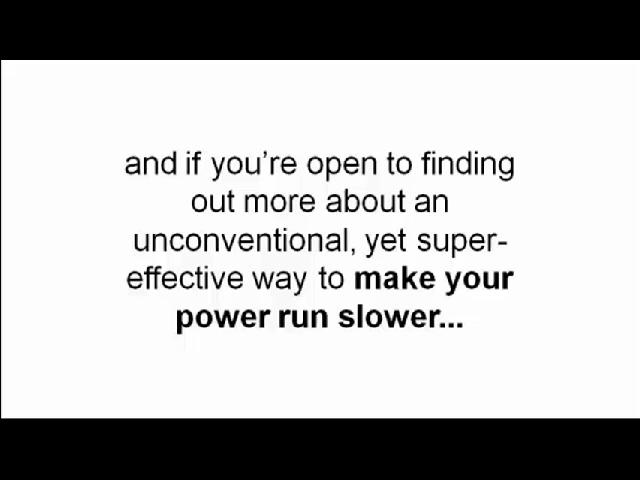 and if you’re open to finding
out more about an
unconventional, yet super-
effective way to make your
power run slower...